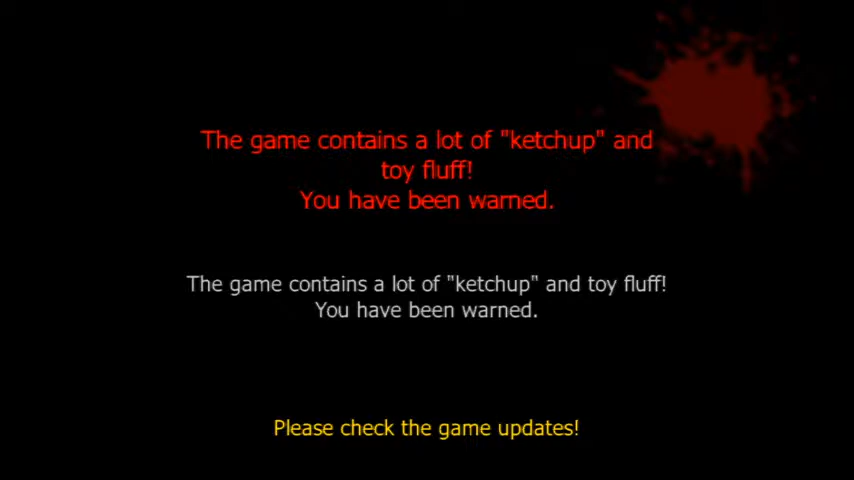 The game contains a lot of "ketchup" and
toy fluff!
You have been warned.
The game contains a lot of "ketchup" and toy fluff!
You have been warned.
Please check the game updates!